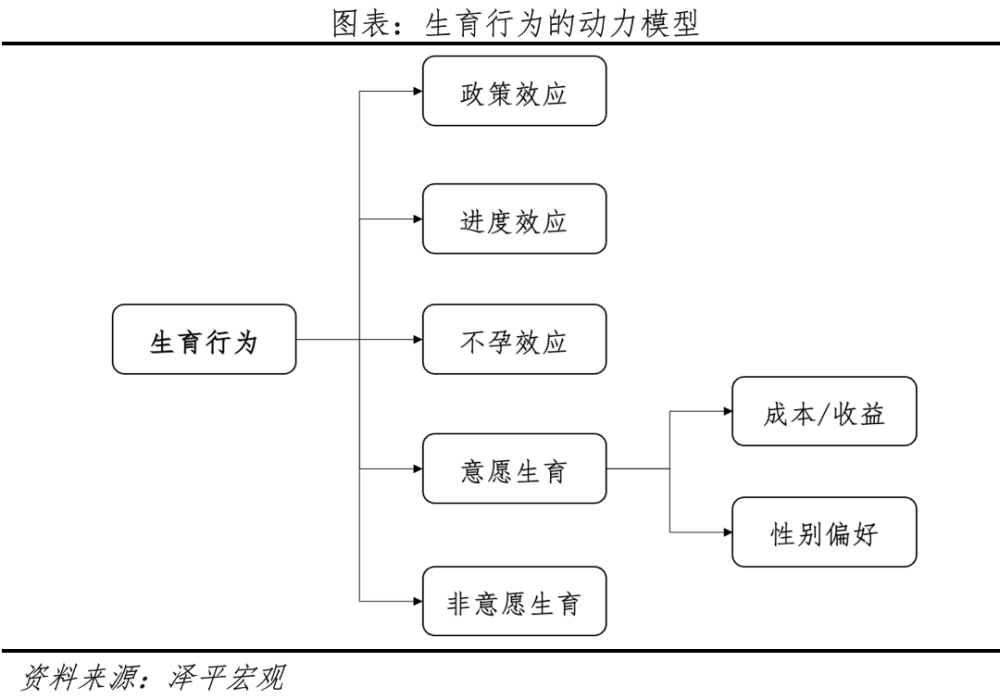 图表：生育行为的动力模型
政策效应
进度效应
生育行为
不孕效应
成本/收益
意愿生育
性别偏好
非意愿生育
资料来源：泽平宏观